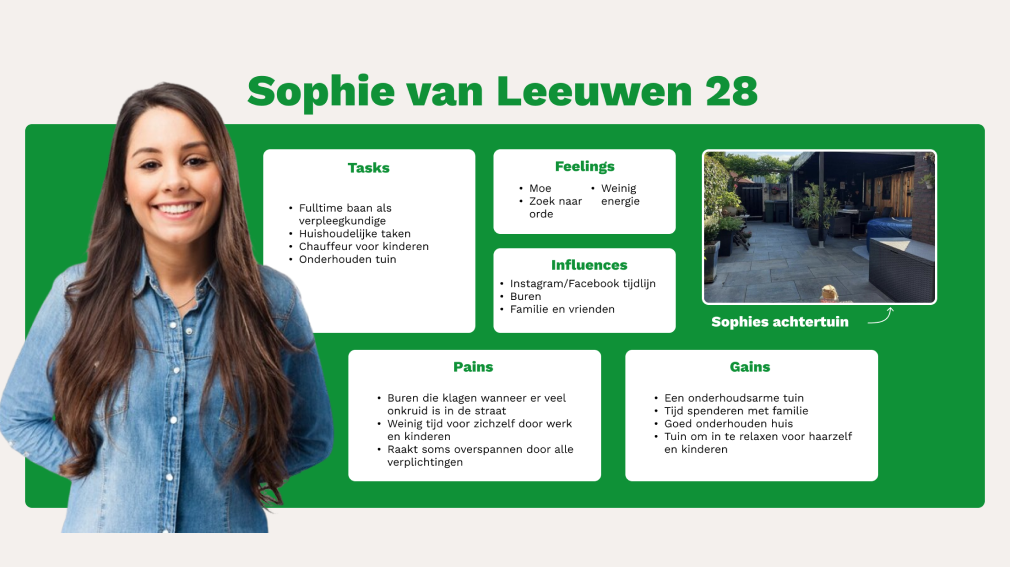 Sophie van Leeuwen 28
Tasks
• Fulltime baan als
verpleegkundige
• Huishoudelijke taken
• Chauffeur voor kinderen
• Onderhouden tuin
Feelings
• Moe
• Zoek naar
orde
• Weinig
energie
Influences
• Instagram/Facebook tijdlijn
• Buren
• Familie en vrienden
Sophies achtertuin
Pains
• Buren die klagen wanneer er veel
onkruid is in de straat
• Weinig tijd voor zichzelf door werk
en kinderen
• Raakt soms overspannen door alle
verplichtingen
Gains
• Een onderhoudsarme tuin
• Tijd spenderen met familie
• Goed onderhouden huis
• Tuin om in te relaxen voor haarzelf
en kinderen